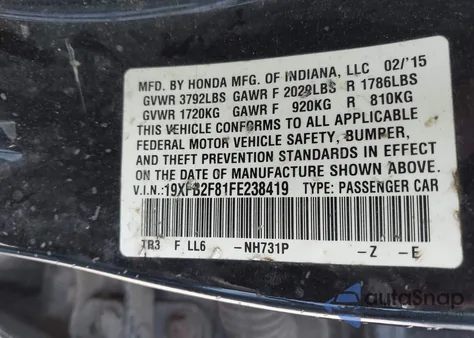 MFD. BY HONDA MFG. OF INDIANA, LLC 02/'15
GVWR 3792LBS GAWR F 2029LBS R 1786LBS
GVWR 1720KG GAWR F 920KG R 810KG
THIS VEHICLE CONFORMS TO ALL APPLICABLE
FEDERAL MOTOR VEHICLE SAFETY, BUMPER,
AND THEFT PREVENTION STANDARDS IN EFFECT
ON THE DATE OF MANUFACTURE SHOWN ABOVE.
V.I.N.:19XFB2F81FE238419 TYPE: PASSENGER CAR
TR3 F LL6 -NH731P -Z -E
autoSnap